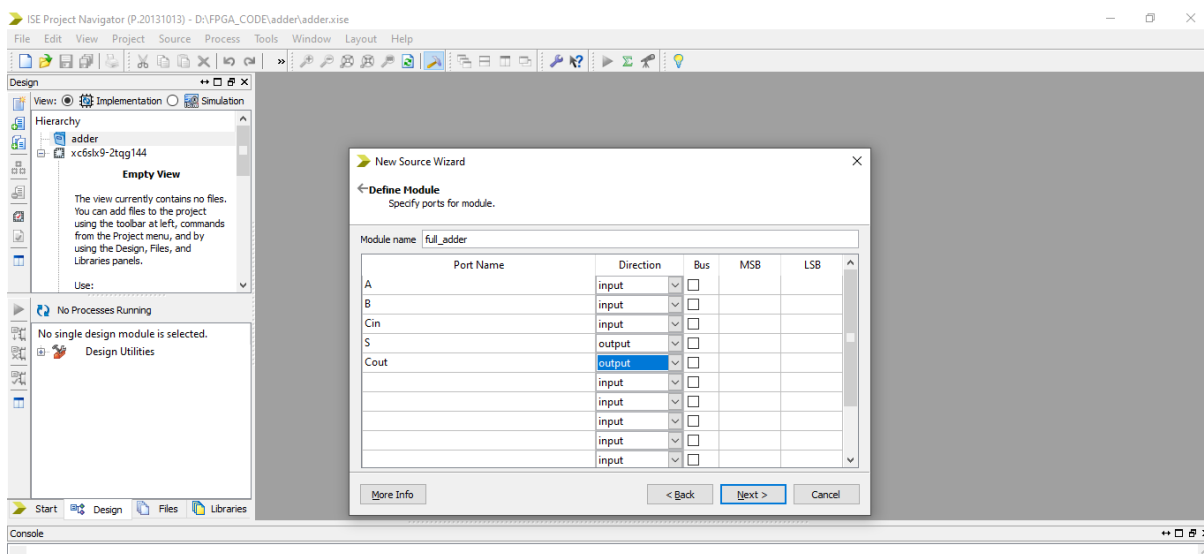 ISE Project Navigator (P.20131013) - D:\FPGA_CODE\adder\adder.xise
File Edit View Project Source Process Tools Window Layout Help
Design
View: Implementation Simulation
Hierarchy
adder
xc6slx9-2tqg144
Empty View
The view currently contains no files.
You can add files to the project
using the toolbar at left, commands
from the Project menu, and by
using the Design, Files, and
Libraries panels.
Use:
No Processes Running
No single design module is selected.
Design Utilities
Start Design Files Libraries
Console
New Source Wizard
Define Module
Specify ports for module.
Module name full_adder
Port Name Direction Bus MSB LSB
A input
B input
Cin input
S output
Cout output
input
input
input
input
input
More Info < Back Next > Cancel